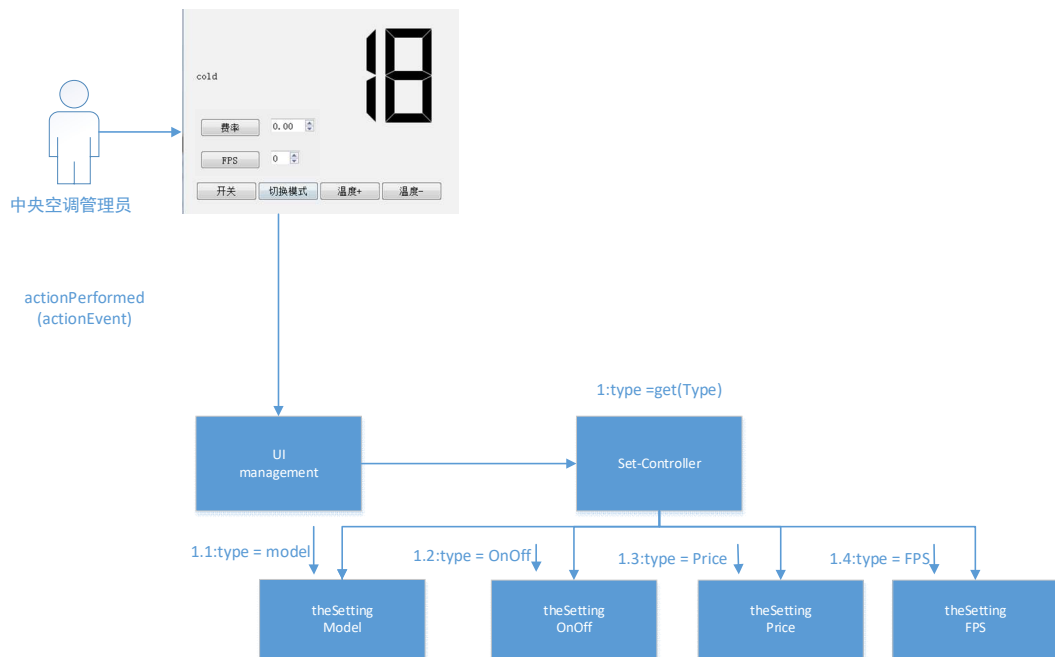 18
cold
费率 0.00
FPS 0
开关 切换模式 温度+ 温度-
中央空调管理员
actionPerformed
(actionEvent)
1:type =get(Type)
UI
management
Set-Controller
1.1:type = model
1.2:type = OnOff
1.3:type = Price
1.4:type = FPS
theSetting
Model
theSetting
OnOff
theSetting
Price
theSetting
FPS